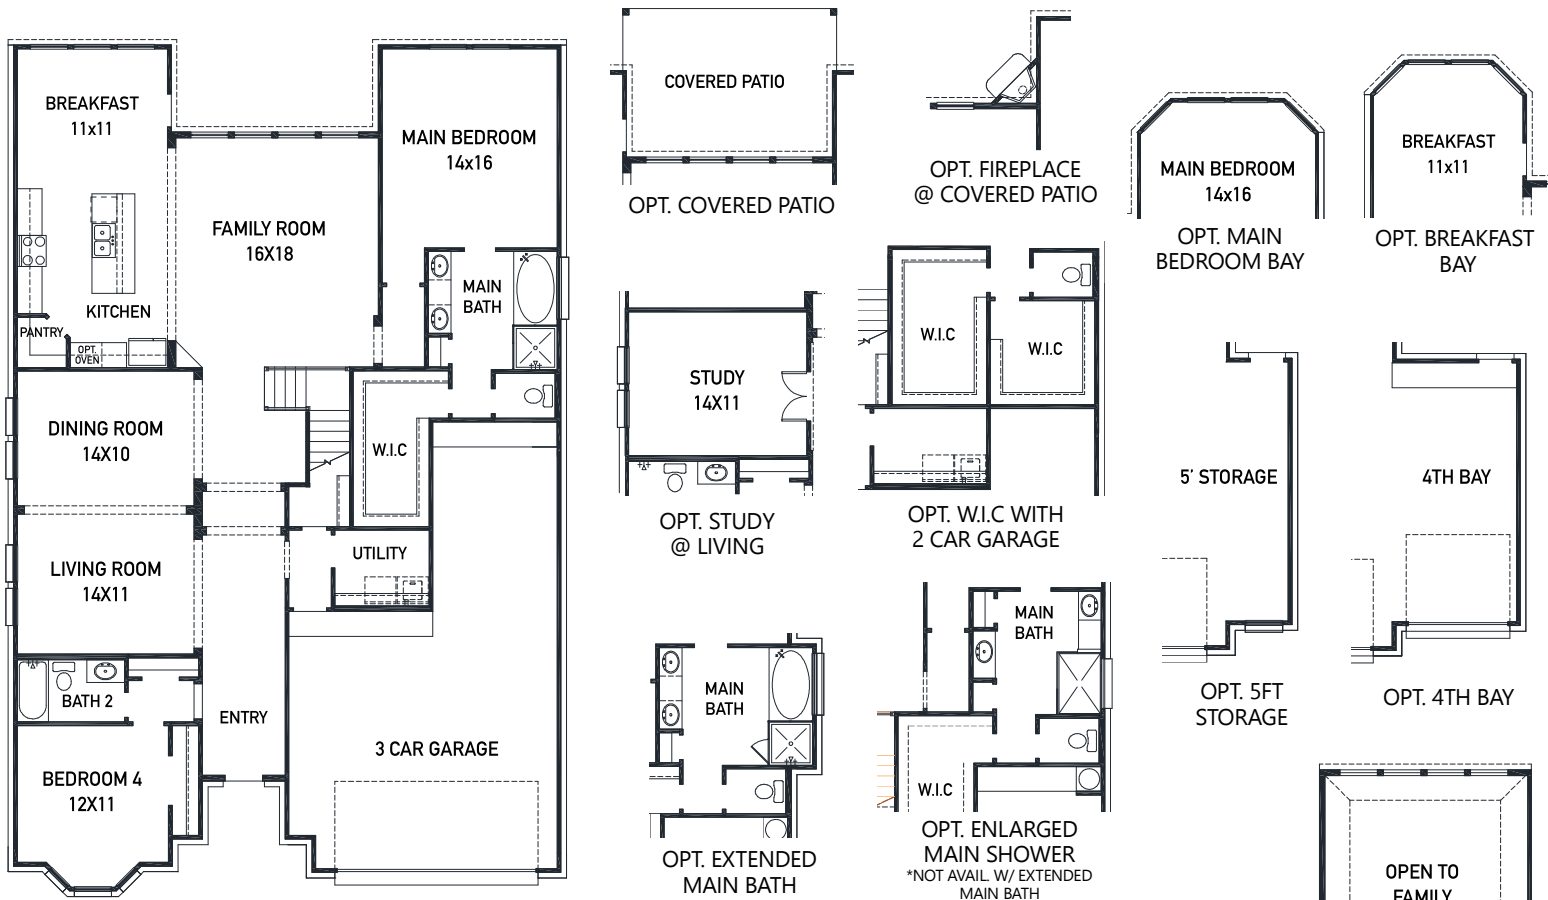 BREAKFAST
11x11
MAIN BEDROOM
14x16
FAMILY ROOM
16X18
MAIN
BATH
KITCHEN
PANTRY
OPT.
OVEN
DINING ROOM
14X10
W.I.C
LIVING ROOM
14X11
UTILITY
BATH 2
ENTRY
BEDROOM 4
12X11
3 CAR GARAGE
COVERED PATIO
OPT. COVERED PATIO
OPT. FIREPLACE
@ COVERED PATIO
MAIN BEDROOM
14x16
OPT. MAIN
BEDROOM BAY
BREAKFAST
11x11
OPT. BREAKFAST
BAY
STUDY
14X11
OPT. STUDY
@ LIVING
W.I.C
W.I.C
OPT. W.I.C WITH
2 CAR GARAGE
5' STORAGE
OPT. 5FT
STORAGE
4TH BAY
OPT. 4TH BAY
MAIN
BATH
OPT. EXTENDED
MAIN BATH
MAIN
BATH
W.I.C
OPT. ENLARGED
MAIN SHOWER
*NOT AVAIL. W/ EXTENDED
MAIN BATH
OPEN TO
FAMILY